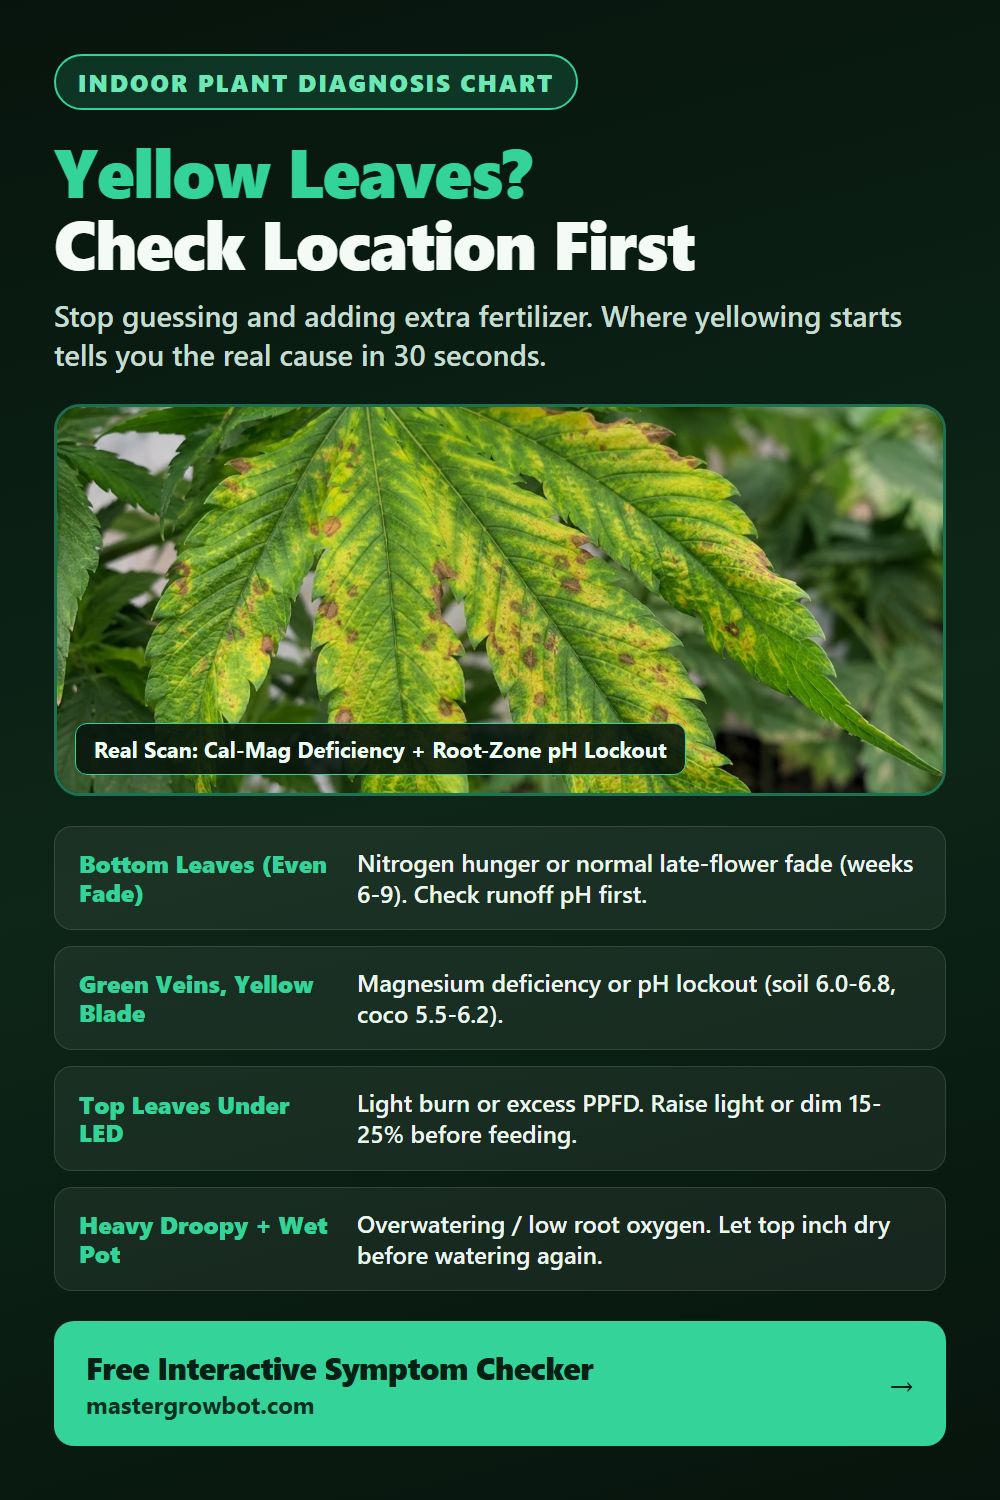 INDOOR PLANT DIAGNOSIS CHART
Yellow Leaves?
Check Location First
Stop guessing and adding extra fertilizer. Where yellowing starts
tells you the real cause in 30 seconds.
Real Scan: Cal-Mag Deficiency + Root-Zone pH Lockout
Bottom Leaves (Even
Fade)
Nitrogen hunger or normal late-flower fade (weeks
6-9). Check runoff pH first.
Green Veins, Yellow
Blade
Magnesium deficiency or pH lockout (soil 6.0-6.8,
coco 5.5-6.2).
Top Leaves Under
LED
Light burn or excess PPFD. Raise light or dim 15-
25% before feeding.
Heavy Droopy + Wet
Pot
Overwatering / low root oxygen. Let top inch dry
before watering again.
Free Interactive Symptom Checker
mastergrowbot.com
→